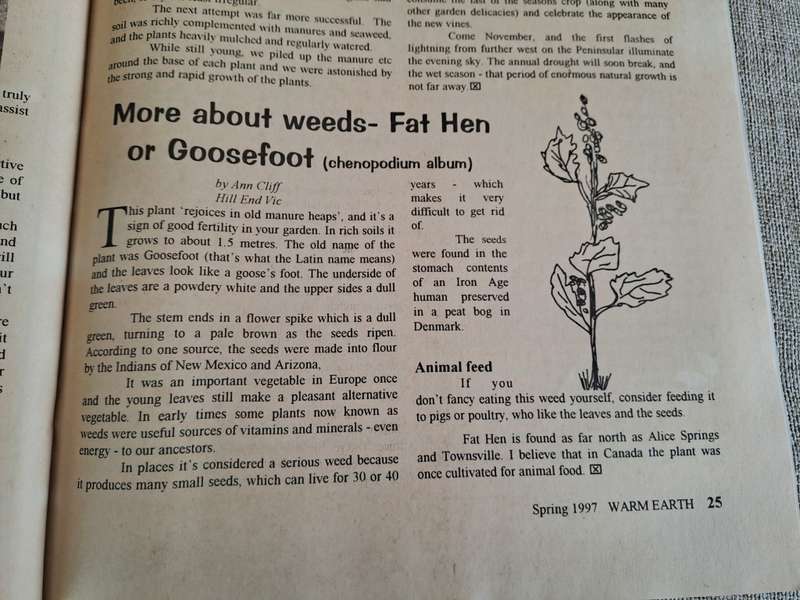 been,
irregular.
The next attempt was far more successful. The
soil was richly complemented with manures and seaweed,
and the plants heavily mulched and regularly watered.
While still young, we piled up the manure etc
around the base of each plant and we were astonished by
the strong and rapid growth of the plants.
consume the last of the seasons crop (along with many
other garden delicacies) and celebrate the appearance of
the new vines.
Come November, and the first flashes of
lightning from further west on the Peninsular illuminate
the evening sky. The annual drought will soon break, and
the wet season - that period of enormous natural growth is
not far away.
truly
assist
tive
e of
but
ach
nd
ill
ur
't
re
it
d
r
s
More about weeds- Fat Hen
or Goosefoot (chenopodium album)
by Ann Cliff
Hill End Vic
This plant 'rejoices in old manure heaps', and it's a
sign of good fertility in your garden. In rich soils it
grows to about 1.5 metres. The old name of the
plant was Goosefoot (that's what the Latin name means)
and the leaves look like a goose's foot. The underside of
the leaves are a powdery white and the upper sides a dull
green.
The stem ends in a flower spike which is a dull
green, turning to a pale brown as the seeds ripen.
According to one source, the seeds were made into flour
by the Indians of New Mexico and Arizona,
It was an important vegetable in Europe once
and the young leaves still make a pleasant alternative
vegetable. In early times some plants now known as
weeds were useful sources of vitamins and minerals - even
energy - to our ancestors.
In places it's considered a serious weed because
it produces many small seeds, which can live for 30 or 40
years - which
makes it very
difficult to get rid
of.
The seeds
were found in the
stomach contents
of an Iron Age
human preserved
in a peat bog in
Denmark.
Animal feed
If you
don't fancy eating this weed yourself, consider feeding it
to pigs or poultry, who like the leaves and the seeds.
Fat Hen is found as far north as Alice Springs
and Townsville. I believe that in Canada the plant was
once cultivated for animal food.
Spring 1997 WARM EARTH 25